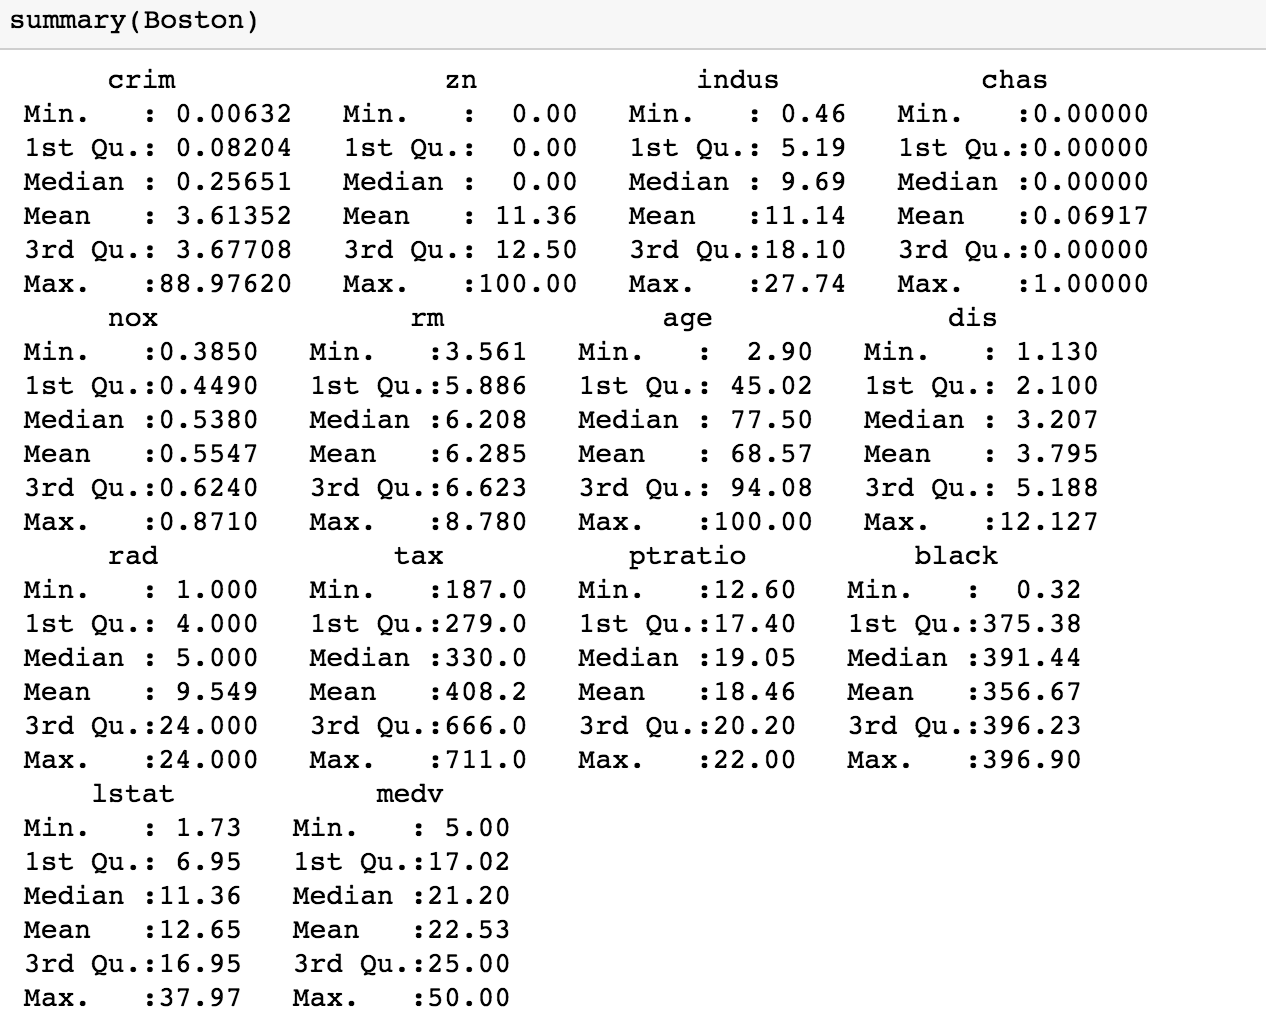 summary(Boston)
      crim                zn             indus            chas
 Min.   : 0.00632   Min.   :  0.00   Min.   : 0.46   Min.   :0.00000
 1st Qu.: 0.08204   1st Qu.:  0.00   1st Qu.: 5.19   1st Qu.:0.00000
 Median : 0.25651   Median :  0.00   Median : 9.69   Median :0.00000
 Mean   : 3.61352   Mean   : 11.36   Mean   :11.14   Mean   :0.06917
 3rd Qu.: 3.67708   3rd Qu.: 12.50   3rd Qu.:18.10   3rd Qu.:0.00000
 Max.   :88.97620   Max.   :100.00   Max.   :27.74   Max.   :1.00000
      nox               rm             age              dis
 Min.   :0.3850   Min.   :3.561   Min.   :  2.90   Min.   : 1.130
 1st Qu.:0.4490   1st Qu.:5.886   1st Qu.: 45.02   1st Qu.: 2.100
 Median :0.5380   Median :6.208   Median : 77.50   Median : 3.207
 Mean   :0.5547   Mean   :6.285   Mean   : 68.57   Mean   : 3.795
 3rd Qu.:0.6240   3rd Qu.:6.623   3rd Qu.: 94.08   3rd Qu.: 5.188
 Max.   :0.8710   Max.   :8.780   Max.   :100.00   Max.   :12.127
      rad              tax           ptratio          black
 Min.   : 1.000   Min.   :187.0   Min.   :12.60   Min.   :  0.32
 1st Qu.: 4.000   1st Qu.:279.0   1st Qu.:17.40   1st Qu.:375.38
 Median : 5.000   Median :330.0   Median :19.05   Median :391.44
 Mean   : 9.549   Mean   :408.2   Mean   :18.46   Mean   :356.67
 3rd Qu.:24.000   3rd Qu.:666.0   3rd Qu.:20.20   3rd Qu.:396.23
 Max.   :24.000   Max.   :711.0   Max.   :22.00   Max.   :396.90
     lstat            medv
 Min.   : 1.73   Min.   : 5.00
 1st Qu.: 6.95   1st Qu.:17.02
 Median :11.36   Median :21.20
 Mean   :12.65   Mean   :22.53
 3rd Qu.:16.95   3rd Qu.:25.00
 Max.   :37.97   Max.   :50.00